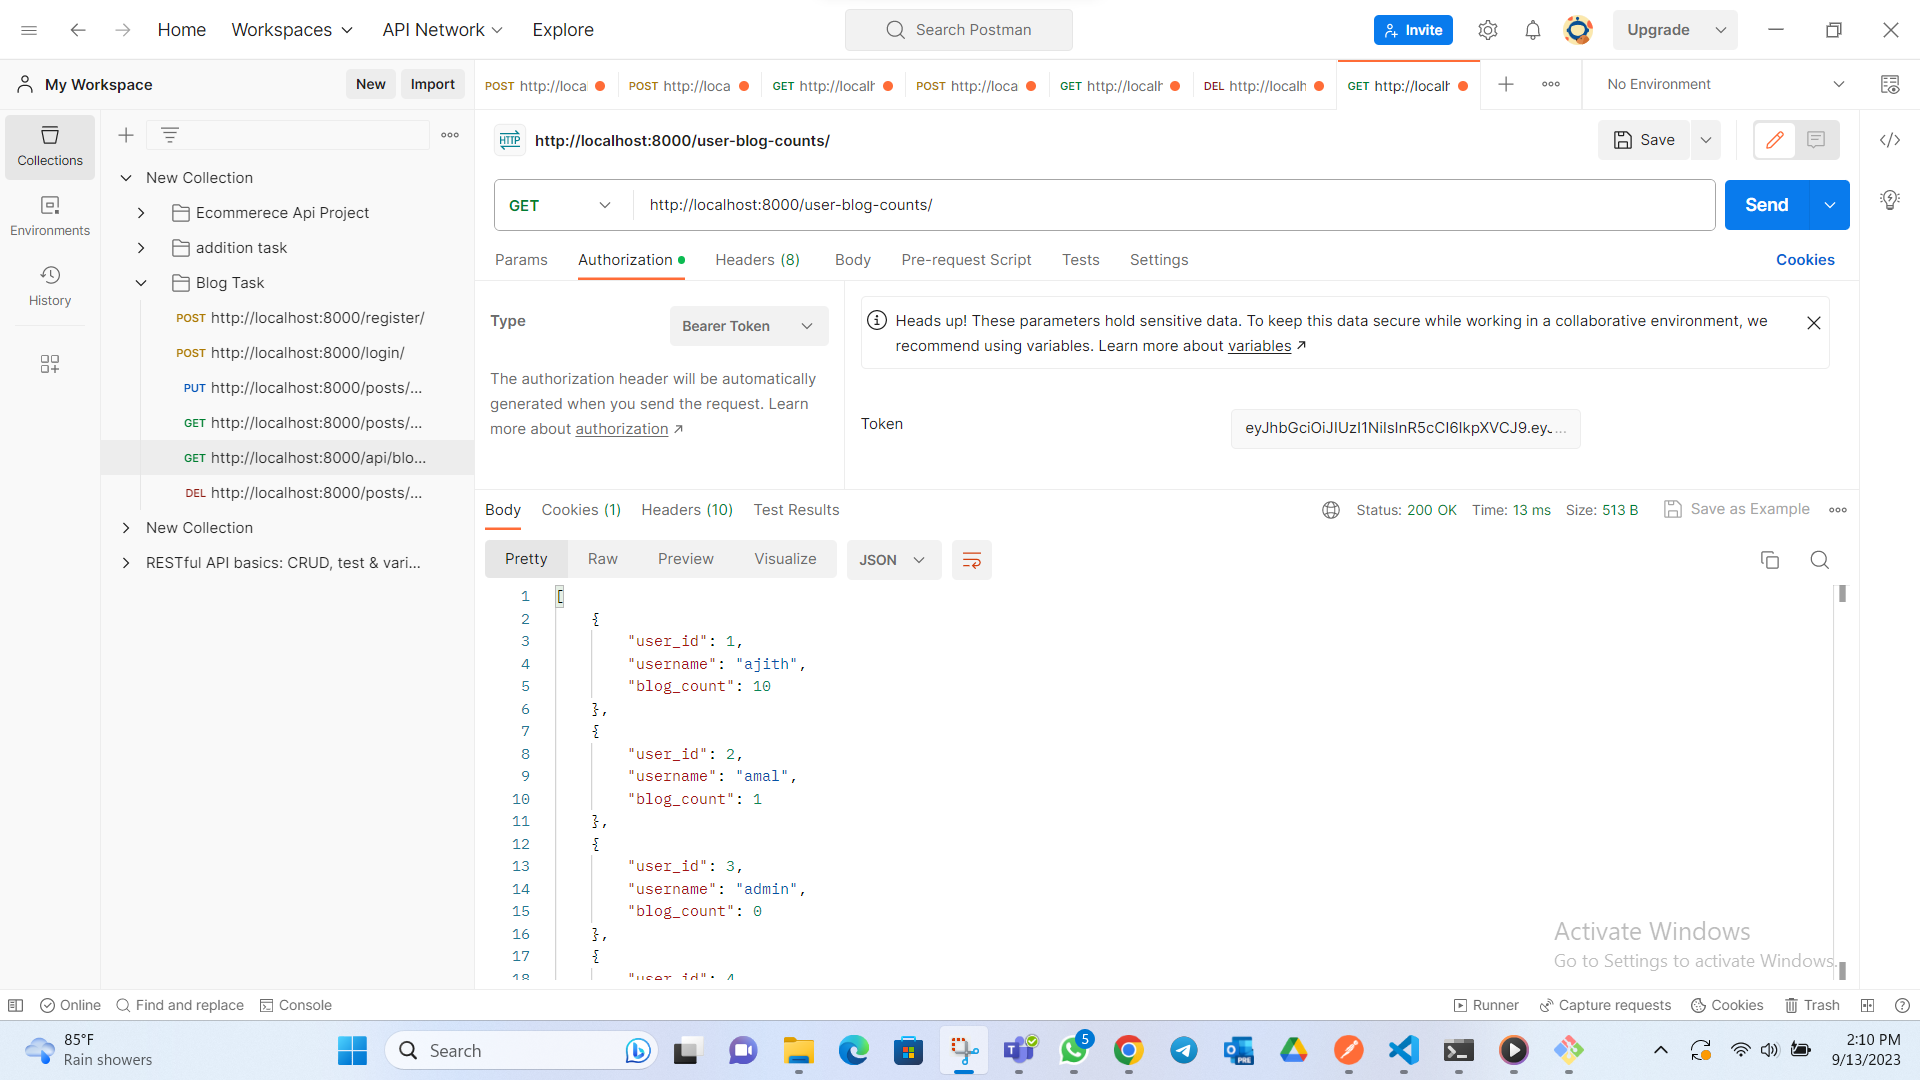 Home Workspaces API Network Explore
Search Postman
Invite
Upgrade
My Workspace
New Import
POST http://loca
POST http://loca
GET http://localh
POST http://loca
GET http://localh
DEL http://localh
GET http://localh
No Environment
Collections
Environments
History
New Collection
Ecommerece Api Project
addition task
Blog Task
POST http://localhost:8000/register/
POST http://localhost:8000/login/
PUT http://localhost:8000/posts/...
GET http://localhost:8000/posts/...
GET http://localhost:8000/api/blo...
DEL http://localhost:8000/posts/...
New Collection
RESTful API basics: CRUD, test & vari...
HTTP http://localhost:8000/user-blog-counts/
Save
GET http://localhost:8000/user-blog-counts/
Send
Params Authorization Headers (8) Body Pre-request Script Tests Settings
Cookies
Type Bearer Token
The authorization header will be automatically
generated when you send the request. Learn
more about authorization ↗
Heads up! These parameters hold sensitive data. To keep this data secure while working in a collaborative environment, we
recommend using variables. Learn more about variables ↗
Token
Body Cookies (1) Headers (10) Test Results
Status: 200 OK Time: 13 ms Size: 513 B
Save as Example
Pretty Raw Preview Visualize JSON
1 [
2 {
3 "user_id": 1,
4 "username": "ajith",
5 "blog_count": 10
6 },
7 {
8 "user_id": 2,
9 "username": "amal",
10 "blog_count": 1
11 },
12 {
13 "user_id": 3,
14 "username": "admin",
15 "blog_count": 0
16 },
17 {
18 "user_id": 4
Activate Windows
Go to Settings to activate Windows.
Online Find and replace Console
Runner Capture requests Cookies Trash
85°F
Rain showers
Search
5
PRE
2:10 PM
9/13/2023